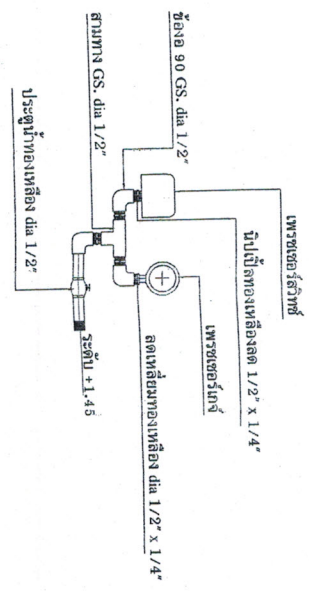 เพรชเชอร์สวิทช์
นิปเปิ้ลทองเหลืองลด 1/2" x 1/4"
เพรชเชอร์เกจ์
ลดเหลี่ยมทองเหลือง dia 1/2" x 1/4"
ข้องอ 90 GS. dia 1/2"
สามทาง GS. dia 1/2"
ระดับ +1.45
ประตูน้ำทองเหลือง dia 1/2"